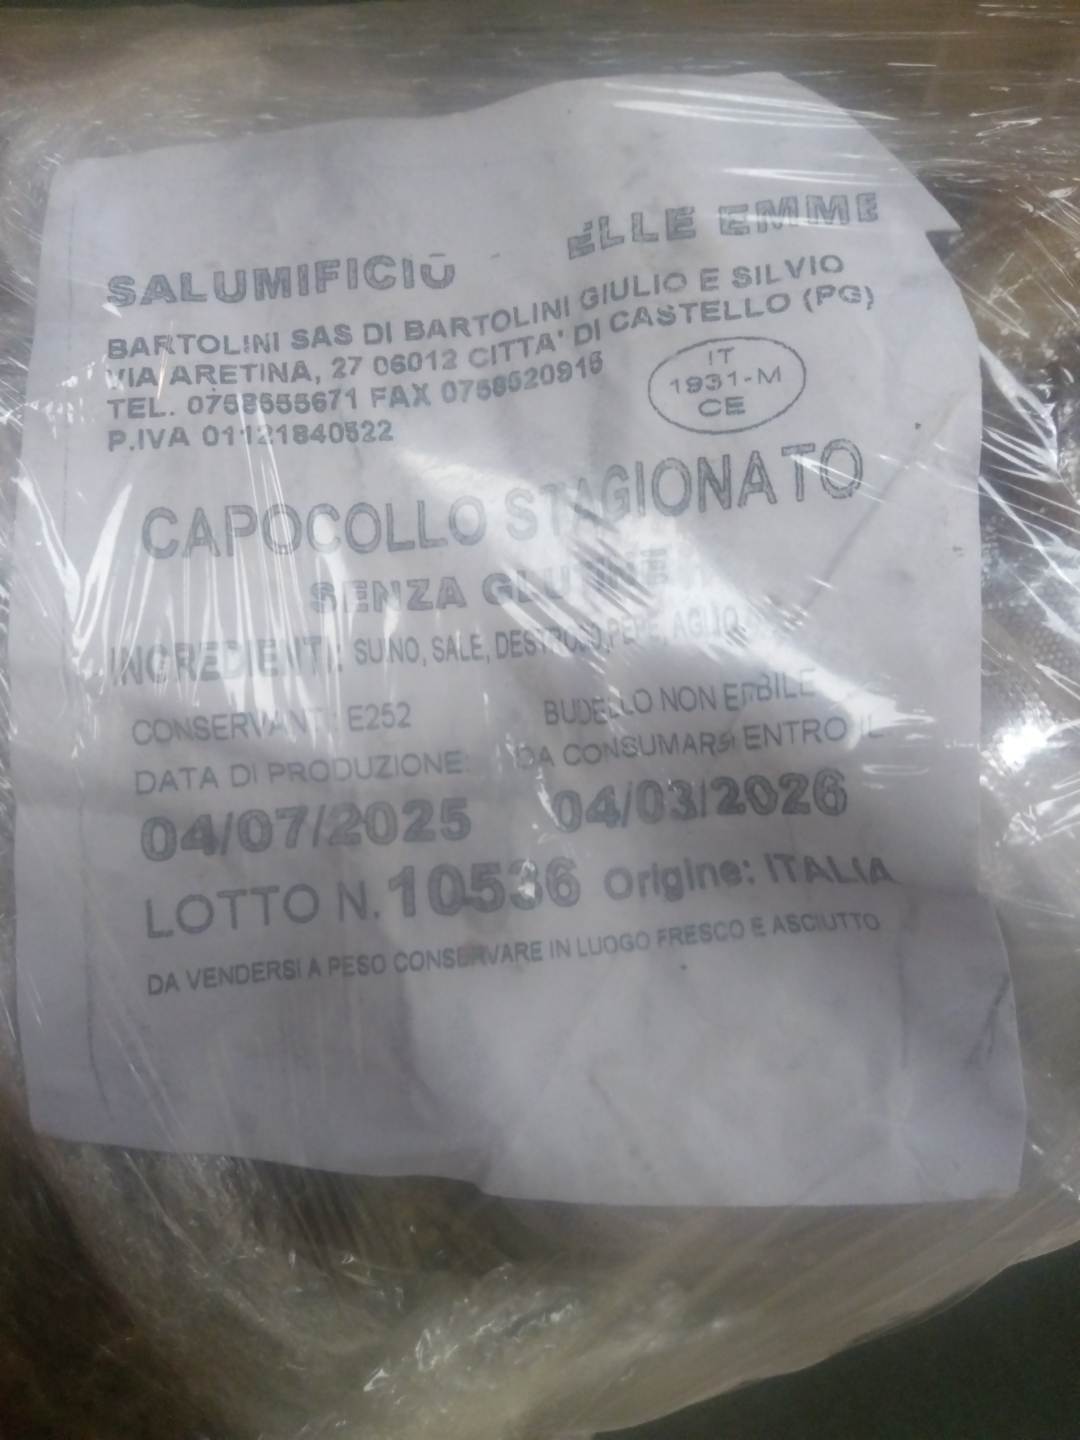 SALUMIFICIO ELLE EMME
BARTOLINI SAS DI BARTOLINI GIULIO E SILVIO
VIA ARETINA, 27 06012 CITTA' DI CASTELLO (PG)
TEL. 0758555671 FAX 0758520915
P.IVA 01121840522
IT
1931-M
CE
CAPOCOLLO STAGIONATO
SENZA GLUTINE
INGREDIENTI: SUINO, SALE, DESTROSIO, PEPE, AGLIO
CONSERVANTI: E252 BUDELLO NON EDIBILE
DATA DI PRODUZIONE: DA CONSUMARSI ENTRO IL:
04/07/2025 04/03/2026
LOTTO N. 10536 Origine: ITALIA
DA VENDERSI A PESO CONSERVARE IN LUOGO FRESCO E ASCIUTTO